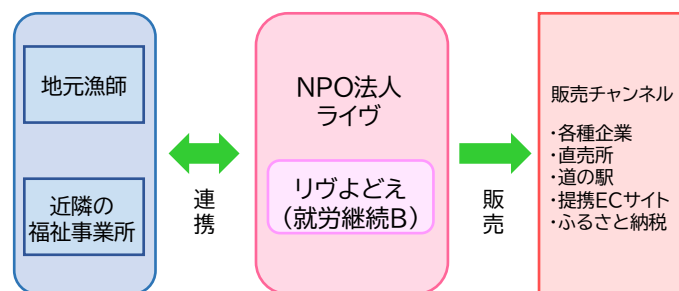 地元漁師
近隣の
福祉事業所
連携
NPO法人
ライヴ
リヴよどえ
(就労継続B)
販売
販売チャンネル
・各種企業
・直売所
・道の駅
・提携ECサイト
・ふるさと納税